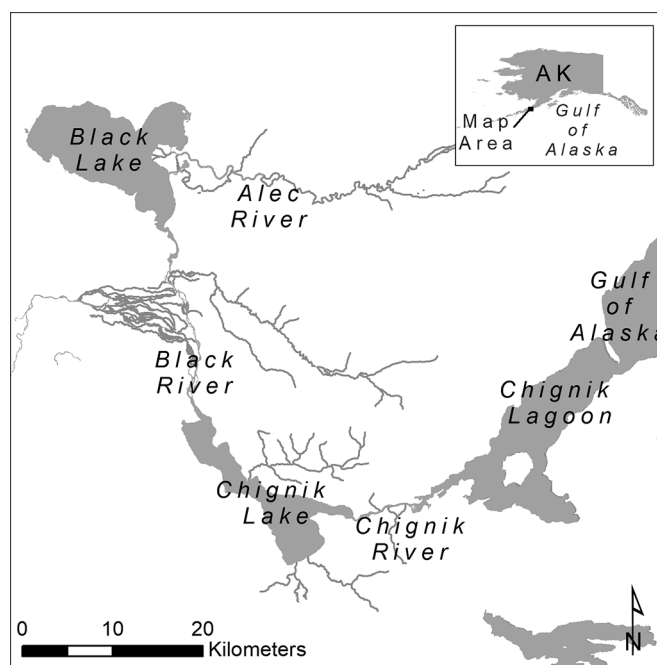 AK
Map
Area
Gulf
of
Alaska
Black
Lake
Alec
River
Gulf
of
Alaska
Black
River
Chignik
Lagoon
Chignik
Lake
Chignik
River
0 10 20
Kilometers
N